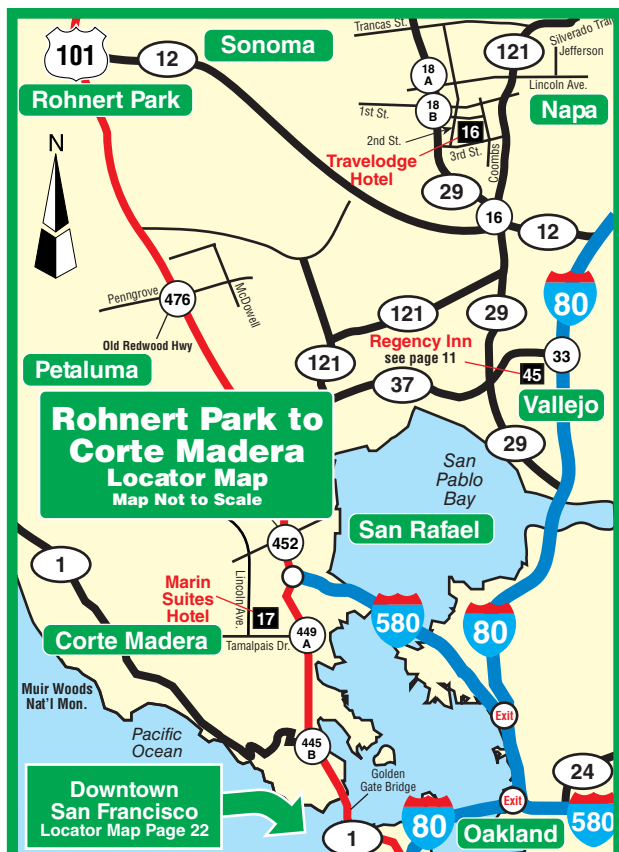 Trancas St.
Silverado Trail
Sonoma
101
12
121
Jefferson
18
A
Lincoln Ave.
Rohnert Park
1st St.
18
B
Napa
2nd St.
16
3rd St.
Travelodge
Hotel
Coombs
N
29
16
12
80
Penngrove
476
McDowell
121
29
Old Redwood Hwy
Regency Inn
see page 11
33
Petaluma
121
37
45
Vallejo
Rohnert Park to
Corte Madera
Locator Map
Map Not to Scale
29
San
Pablo
Bay
San Rafael
452
1
Marin
Suites
Hotel
Lincoln Ave.
17
580
80
449
A
Corte Madera
Tamalpais Dr.
Muir Woods
Nat'l Mon.
Exit
Pacific
Ocean
445
B
Golden
Gate Bridge
24
Downtown
San Francisco
Locator Map Page 22
Exit
1
80
Oakland
580